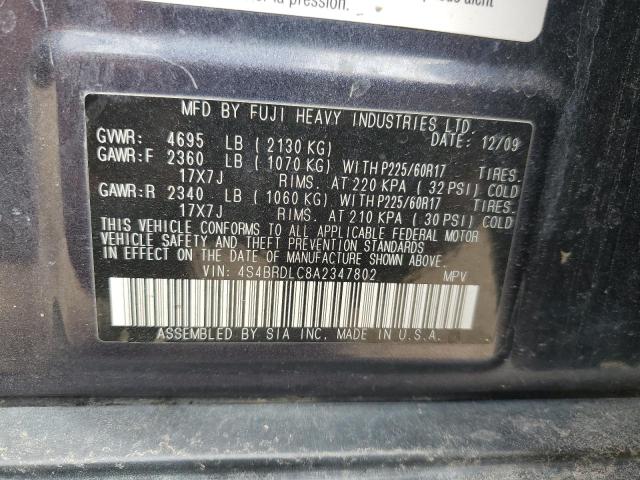 la pression.
MFD BY FUJI HEAVY INDUSTRIES LTD.
GVWR: 4695 LB (2130 KG) DATE: 12/09
GAWR:F 2360 LB (1070 KG) WITH P225/60R17 TIRES.
17X7J RIMS. AT 220 KPA (32 PSI) COLD
GAWR:R 2340 LB (1060 KG) WITH P225/60R17 TIRES.
17X7J RIMS. AT 210 KPA (30 PSI) COLD
THIS VEHICLE CONFORMS TO ALL APPLICABLE FEDERAL MOTOR
VEHICLE SAFETY AND THEFT PREVENTION STANDARDS
IN EFFECT ON THE DATE OF MANUFACTURE SHOWN ABOVE.
VIN: 4S4BRDLC8A2347802 MPV
ASSEMBLED BY SIA INC. MADE IN U.S.A.